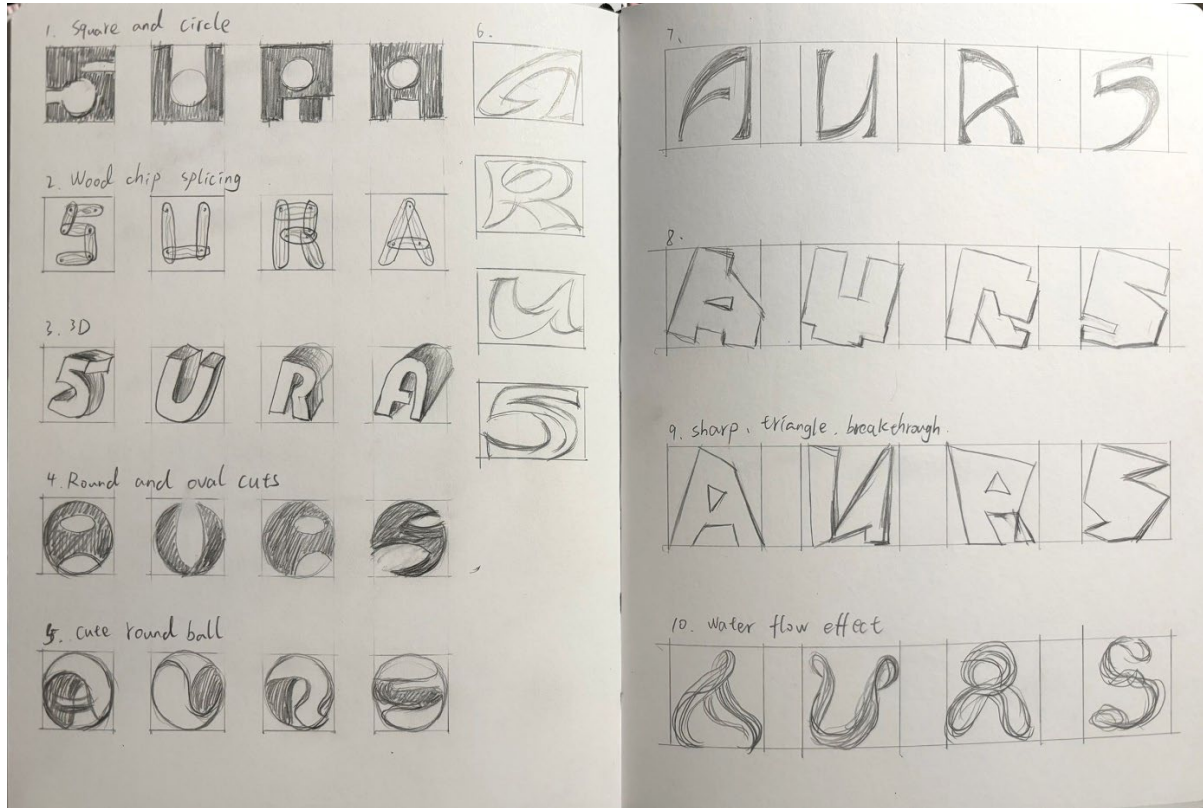 1. Square and circle
S U R A
2. Wood chip splicing
S U R A
3. 3D
S U R A
4. Round and oval cuts
A U R S
5. cute round ball
A U R S
6.
A
R
U
S
7.
A U R S
8.
A U R S
9. sharp. triangle. breakthrough.
A U R S
10. water flow effect
A U R S